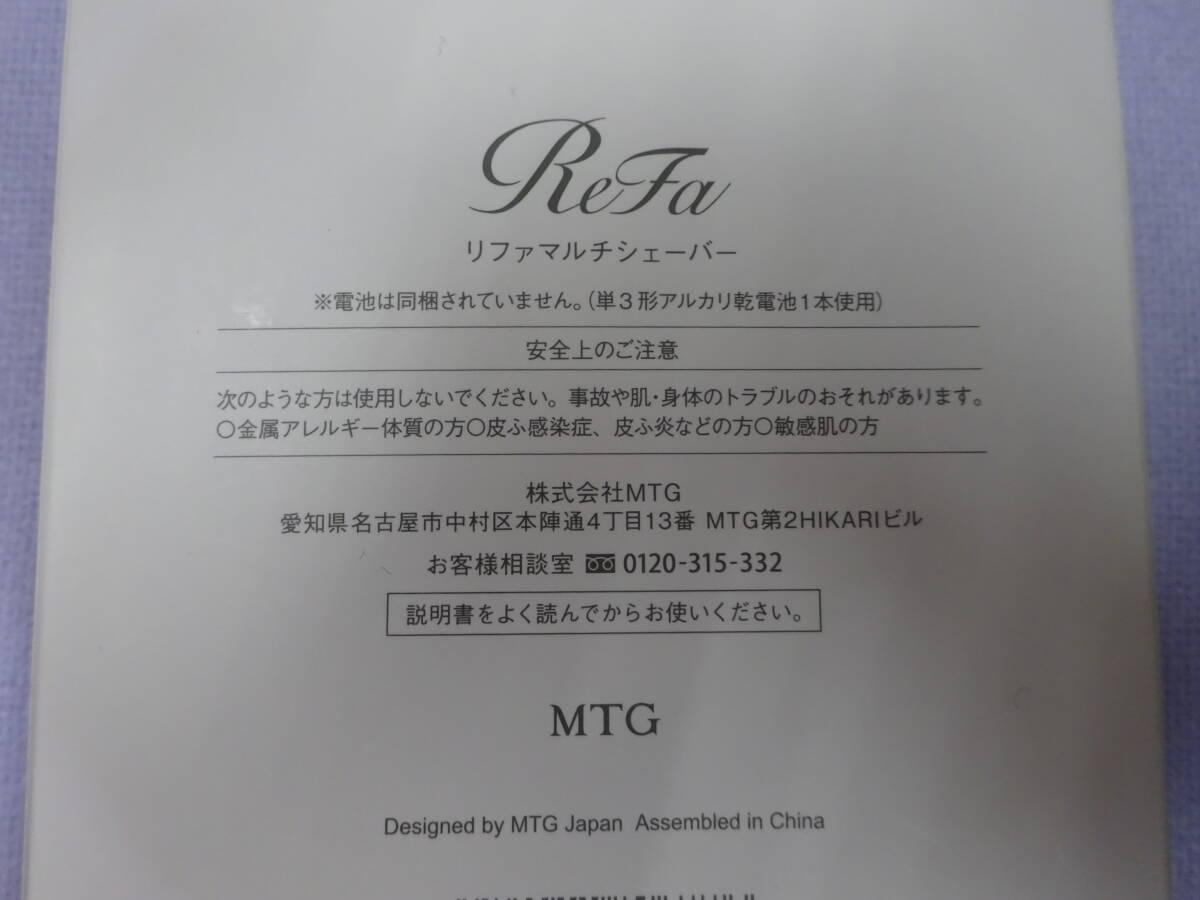 ReFa
リファマルチシェーバー
※電池は同梱されていません。(単3形アルカリ乾電池1本使用)
安全上のご注意
次のような方は使用しないでください。事故や肌・身体のトラブルのおそれがあります。
○金属アレルギー体質の方○皮ふ感染症、皮ふ炎などの方○敏感肌の方
株式会社MTG
愛知県名古屋市中村区本陣通4丁目13番 MTG第2HIKARIビル
お客様相談室 0120-315-332
説明書をよく読んでからお使いください。
MTG
Designed by MTG Japan Assembled in China